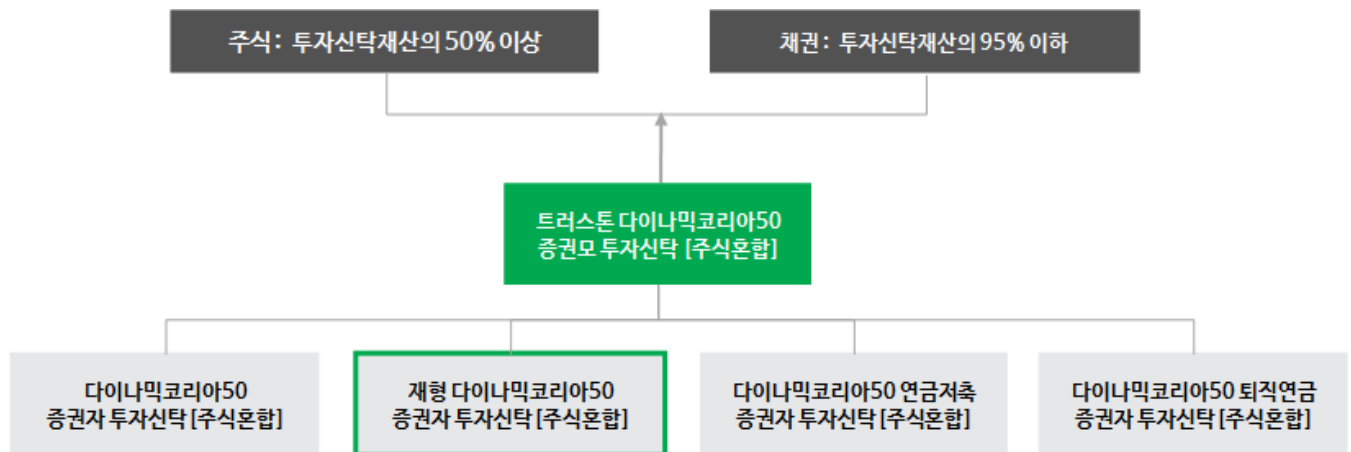 주식: 투자신탁재산의 50% 이상
채권: 투자신탁재산의 95% 이하
트러스톤 다이나믹코리아50
증권모 투자신탁 [주식혼합]
다이나믹코리아50
증권자 투자신탁 [주식혼합]
재형 다이나믹코리아50
증권자 투자신탁 [주식혼합]
다이나믹코리아50 연금저축
증권자 투자신탁 [주식혼합]
다이나믹코리아50 퇴직연금
증권자 투자신탁 [주식혼합]